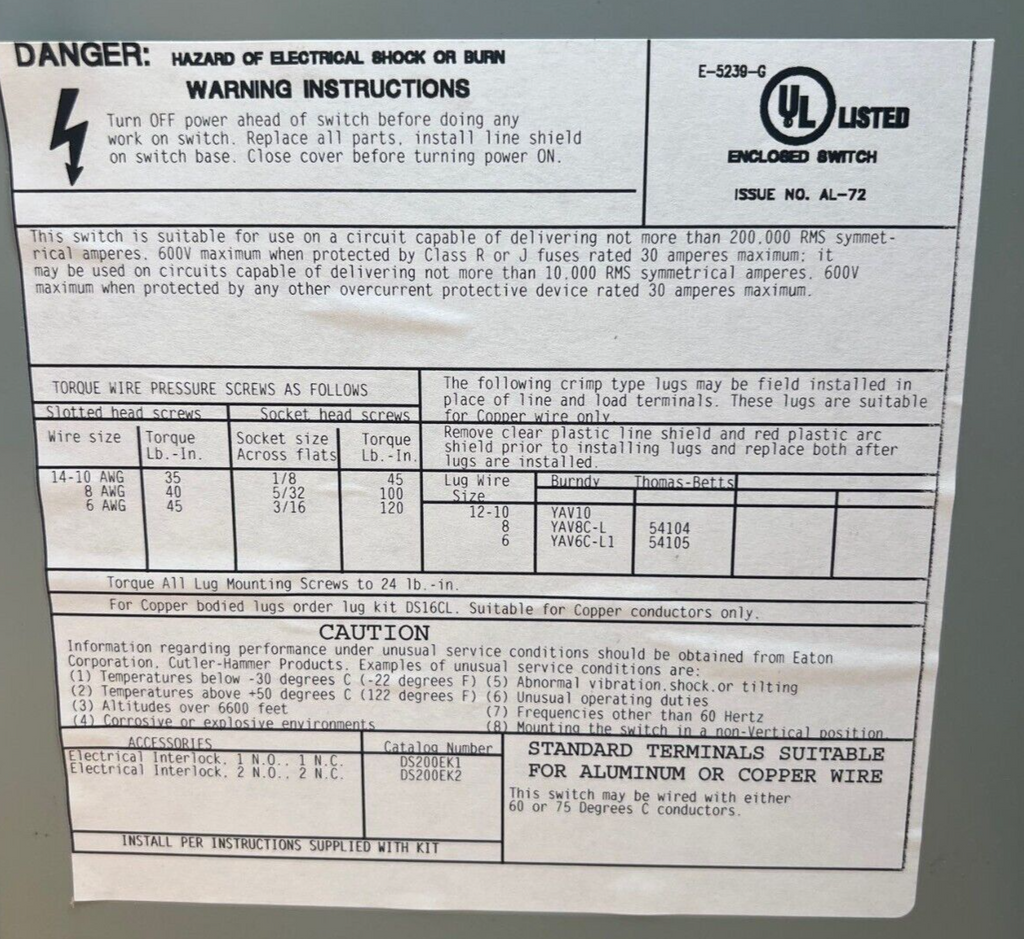 DANGER: HAZARD OF ELECTRICAL SHOCK OR BURN
WARNING INSTRUCTIONS
Turn OFF power ahead of switch before doing any
work on switch. Replace all parts, install line shield
on switch base. Close cover before turning power ON.
E-5239-G
UL LISTED
ENCLOSED SWITCH
ISSUE NO. AL-72
This switch is suitable for use on a circuit capable of delivering not more than 200,000 RMS symmet-
rical amperes. 600V maximum when protected by Class R or J fuses rated 30 amperes maximum; it
may be used on circuits capable of delivering not more than 10,000 RMS symmetrical amperes. 600V
maximum when protected by any other overcurrent protective device rated 30 amperes maximum.
TORQUE WIRE PRESSURE SCREWS AS FOLLOWS
Slotted head screws Socket head screws
Wire size Torque Socket size Torque
Lb.-In. Across flats Lb.-In.
14-10 AWG 35 1/8 45
8 AWG 40 5/32 100
6 AWG 45 3/16 120
The following crimp type lugs may be field installed in
place of line and load terminals. These lugs are suitable
for Copper wire only.
Remove clear plastic line shield and red plastic arc
shield prior to installing lugs and replace both after
lugs are installed.
Lug Wire Burndy Thomas-Betts
Size
12-10 YAV10
8 YAV8C-L 54104
6 YAV6C-L1 54105
Torque All Lug Mounting Screws to 24 lb.-in.
For Copper bodied lugs order lug kit DS16CL. Suitable for Copper conductors only.
CAUTION
Information regarding performance under unusual service conditions should be obtained from Eaton
Corporation, Cutler-Hammer Products. Examples of unusual service conditions are:
(1) Temperatures below -30 degrees C (-22 degrees F) (5) Abnormal vibration,shock,or tilting
(2) Temperatures above +50 degrees C (122 degrees F) (6) Unusual operating duties
(3) Altitudes over 6600 feet (7) Frequencies other than 60 Hertz
(4) Corrosive or explosive environments (8) Mounting the switch in a non-Vertical position.
ACCESSORIES Catalog Number
Electrical Interlock, 1 N.O., 1 N.C. DS200EK1
Electrical Interlock, 2 N.O., 2 N.C. DS200EK2
INSTALL PER INSTRUCTIONS SUPPLIED WITH KIT
STANDARD TERMINALS SUITABLE
FOR ALUMINUM OR COPPER WIRE
This switch may be wired with either
60 or 75 Degrees C conductors.